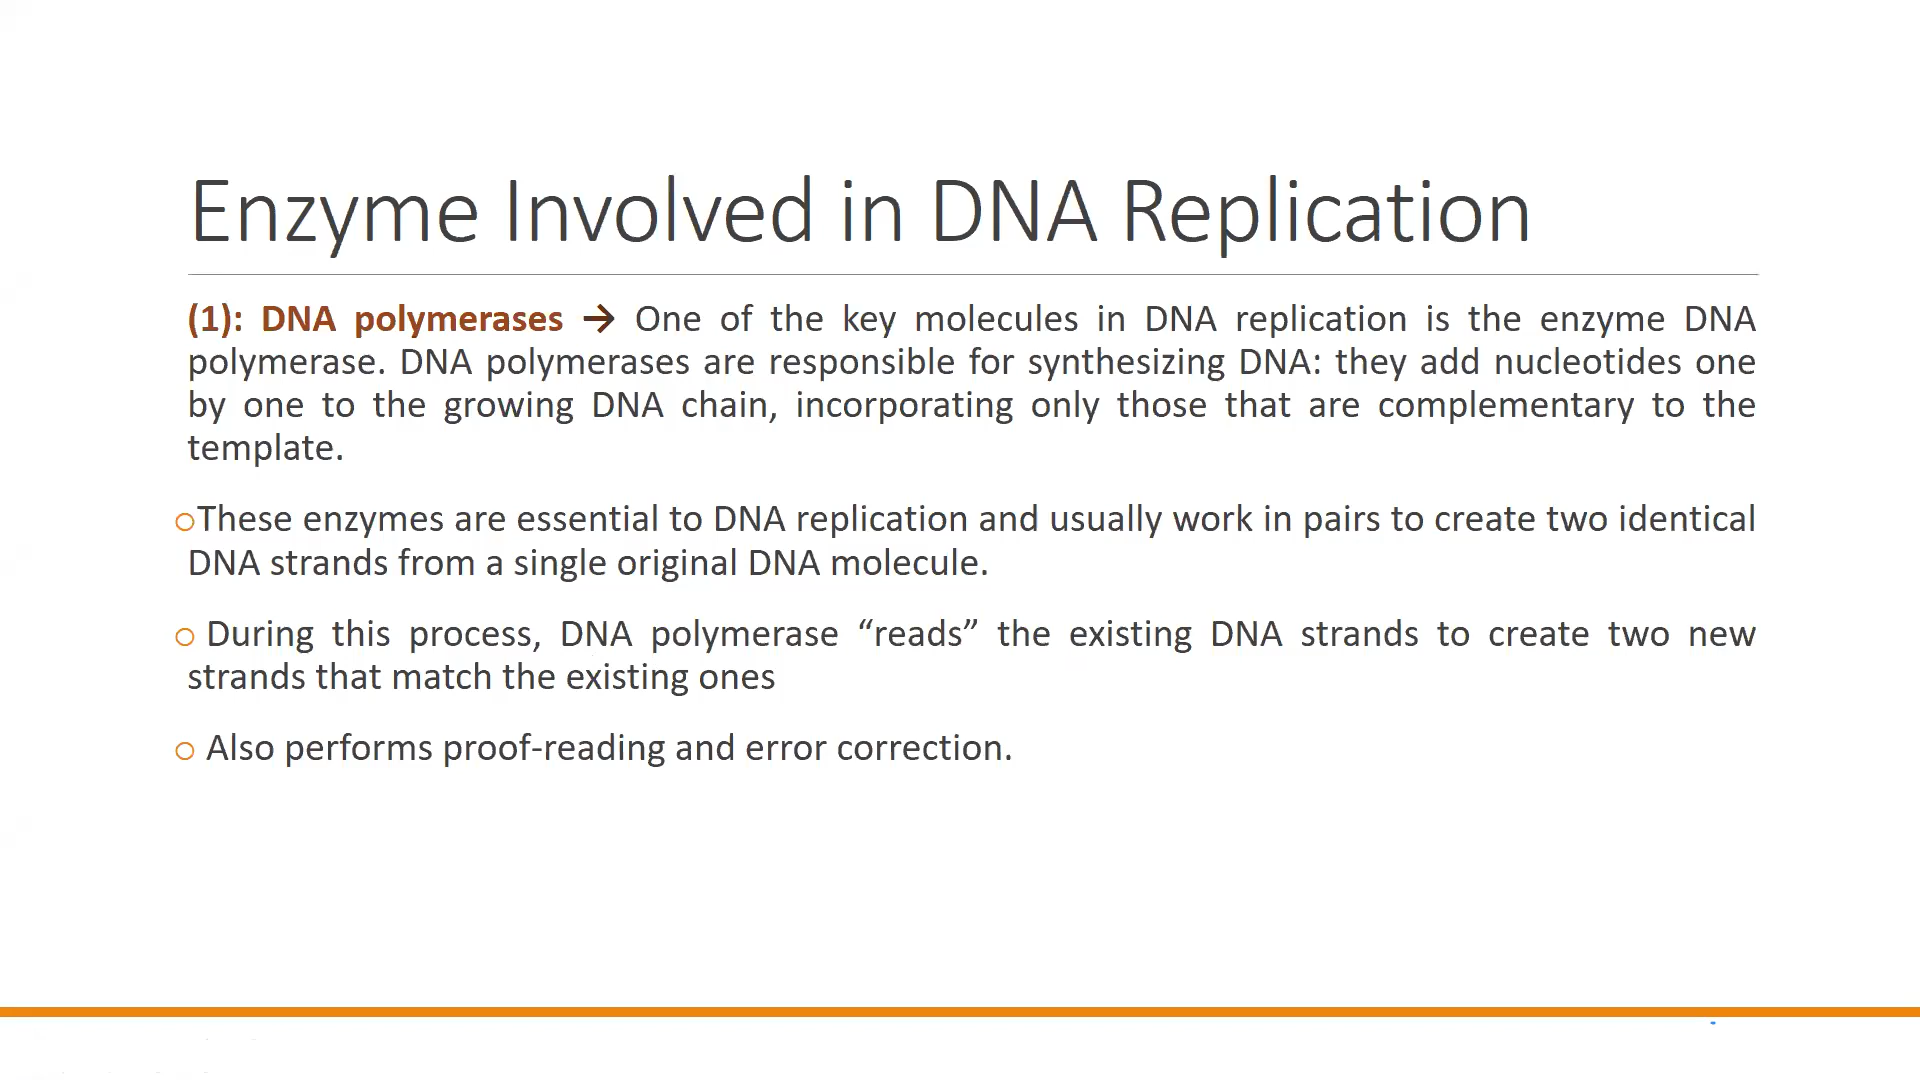 Enzyme Involved in DNA Replication
(1): DNA polymerases → One of the key molecules in DNA replication is the enzyme DNA
polymerase. DNA polymerases are responsible for synthesizing DNA: they add nucleotides one
by one to the growing DNA chain, incorporating only those that are complementary to the
template.
○These enzymes are essential to DNA replication and usually work in pairs to create two identical
DNA strands from a single original DNA molecule.
○ During this process, DNA polymerase “reads” the existing DNA strands to create two new
strands that match the existing ones
○ Also performs proof-reading and error correction.